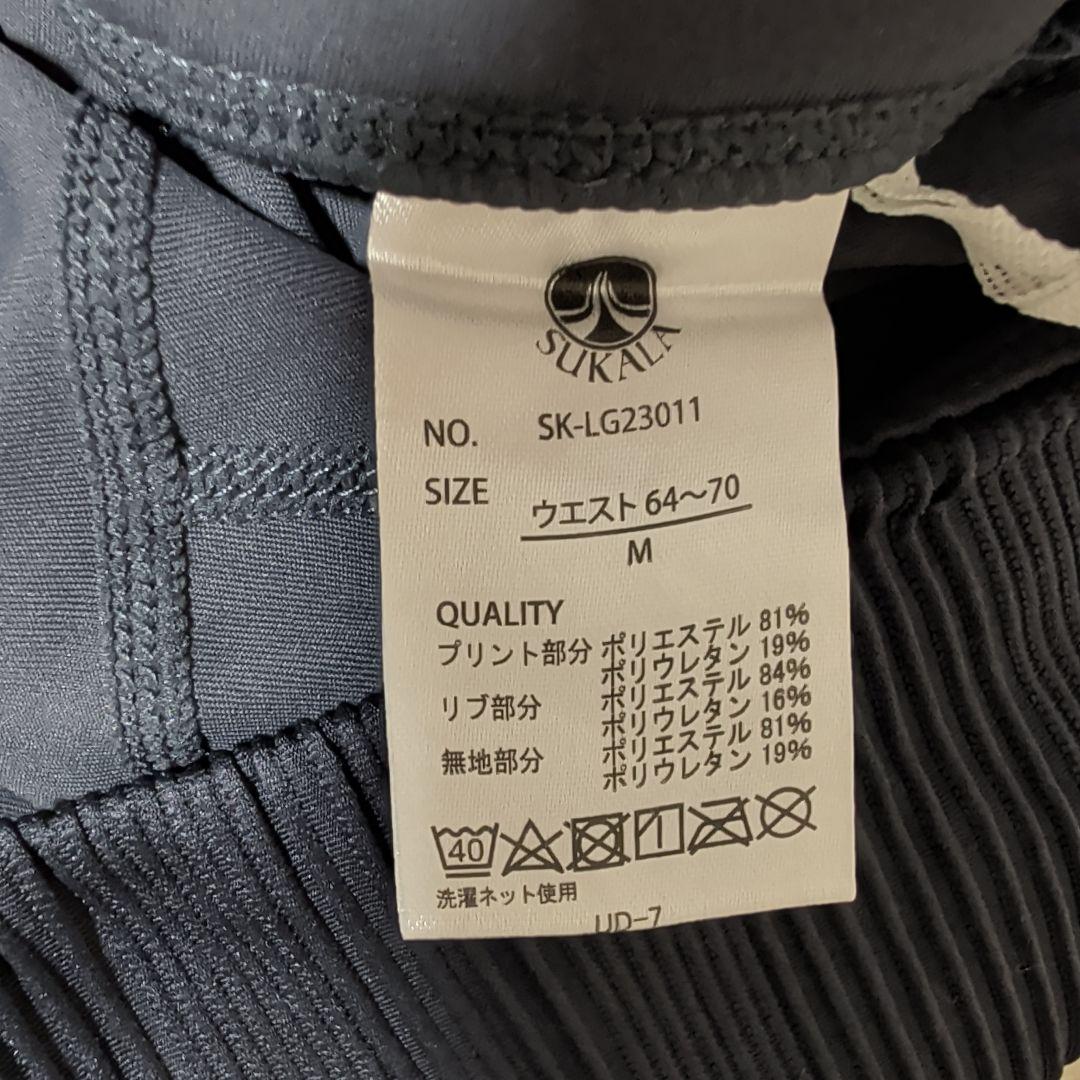 SUKALA
NO. SK-LG23011
SIZE ウエスト 64～70
M
QUALITY
プリント部分 ポリエステル 81%
ポリウレタン 19%
リブ部分 ポリエステル 84%
ポリウレタン 16%
無地部分 ポリエステル 81%
ポリウレタン 19%
40
洗濯ネット使用
UD-7